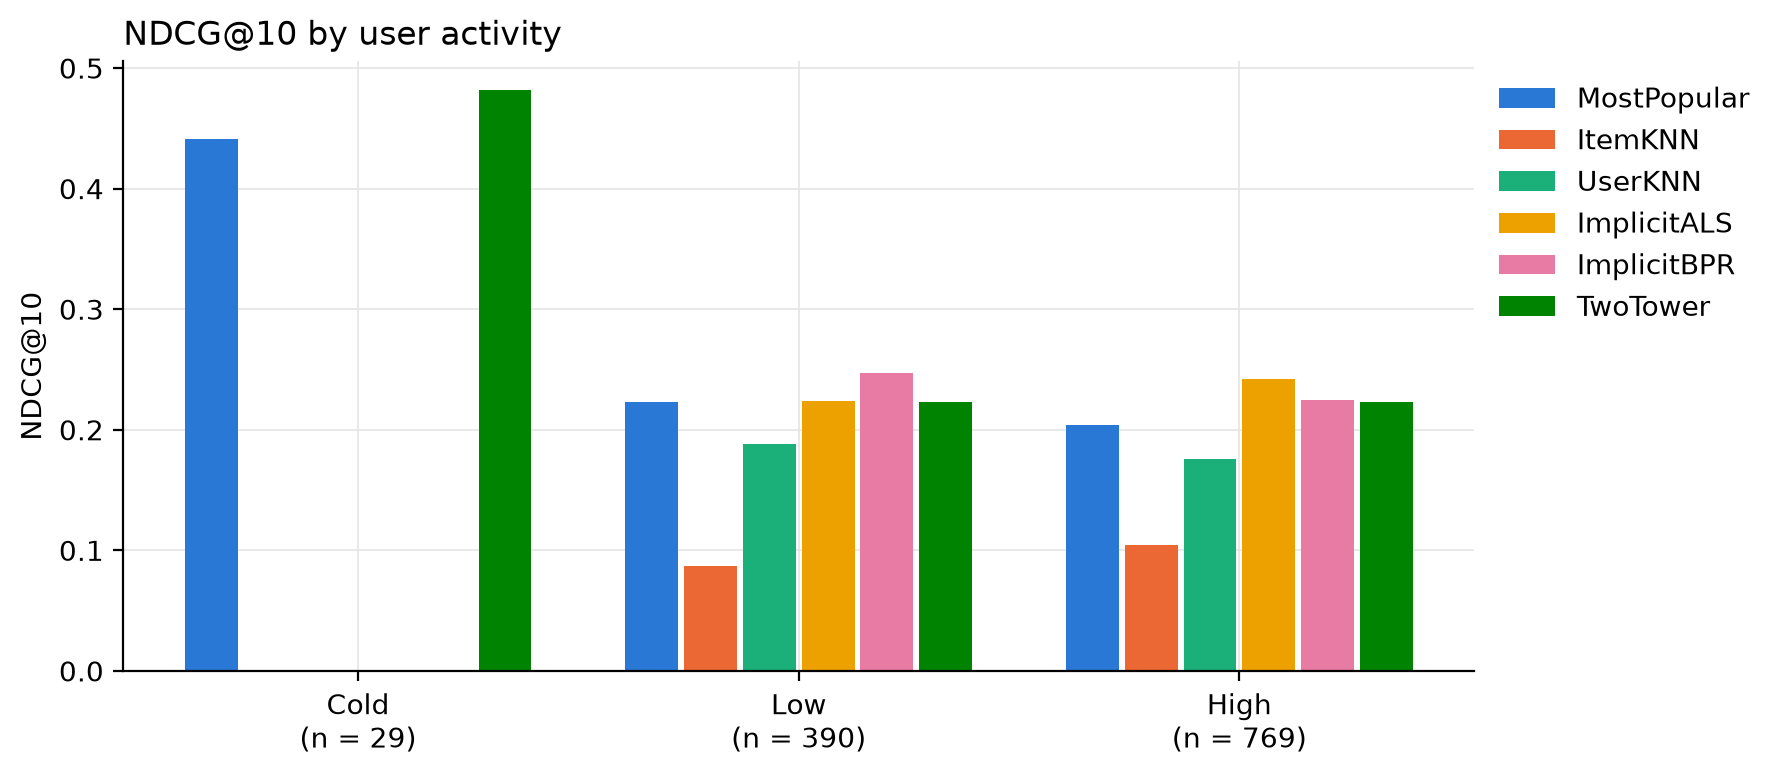 NDCG@10 by user activity
NDCG@10
0.5
0.4
0.3
0.2
0.1
0.0
Cold
(n = 29)
Low
(n = 390)
High
(n = 769)
MostPopular
ItemKNN
UserKNN
ImplicitALS
ImplicitBPR
TwoTower